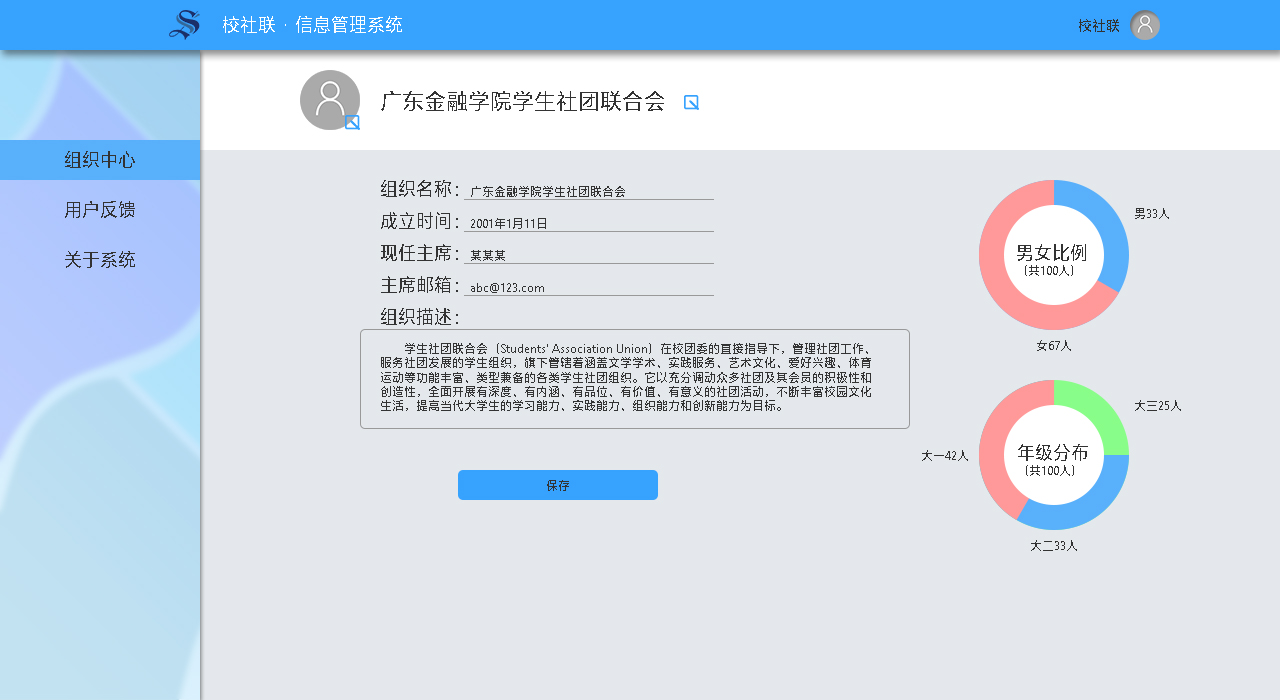 校社联 · 信息管理系统
校社联
广东金融学院学生社团联合会
组织中心
用户反馈
关于系统
组织名称：广东金融学院学生社团联合会
成立时间：2001年1月11日
现任主席：某某某
主席邮箱：abc@123.com
组织描述：
学生社团联合会（Students' Association Union）在校团委的直接指导下，管理社团工作、
服务社团发展的学生组织，旗下管辖着涵盖文学学术、实践服务、艺术文化、爱好兴趣、体育
运动等功能丰富、类型兼备的各类学生社团组织。它以充分调动众多社团及其会员的积极性和
创造性，全面开展有深度、有内涵、有品位、有价值、有意义的社团活动，不断丰富校园文化
生活，提高当代大学生的学习能力、实践能力、组织能力和创新能力为目标。
保存
男33人
男女比例
（共100人）
女67人
大三25人
大一42人
年级分布
（共100人）
大二33人